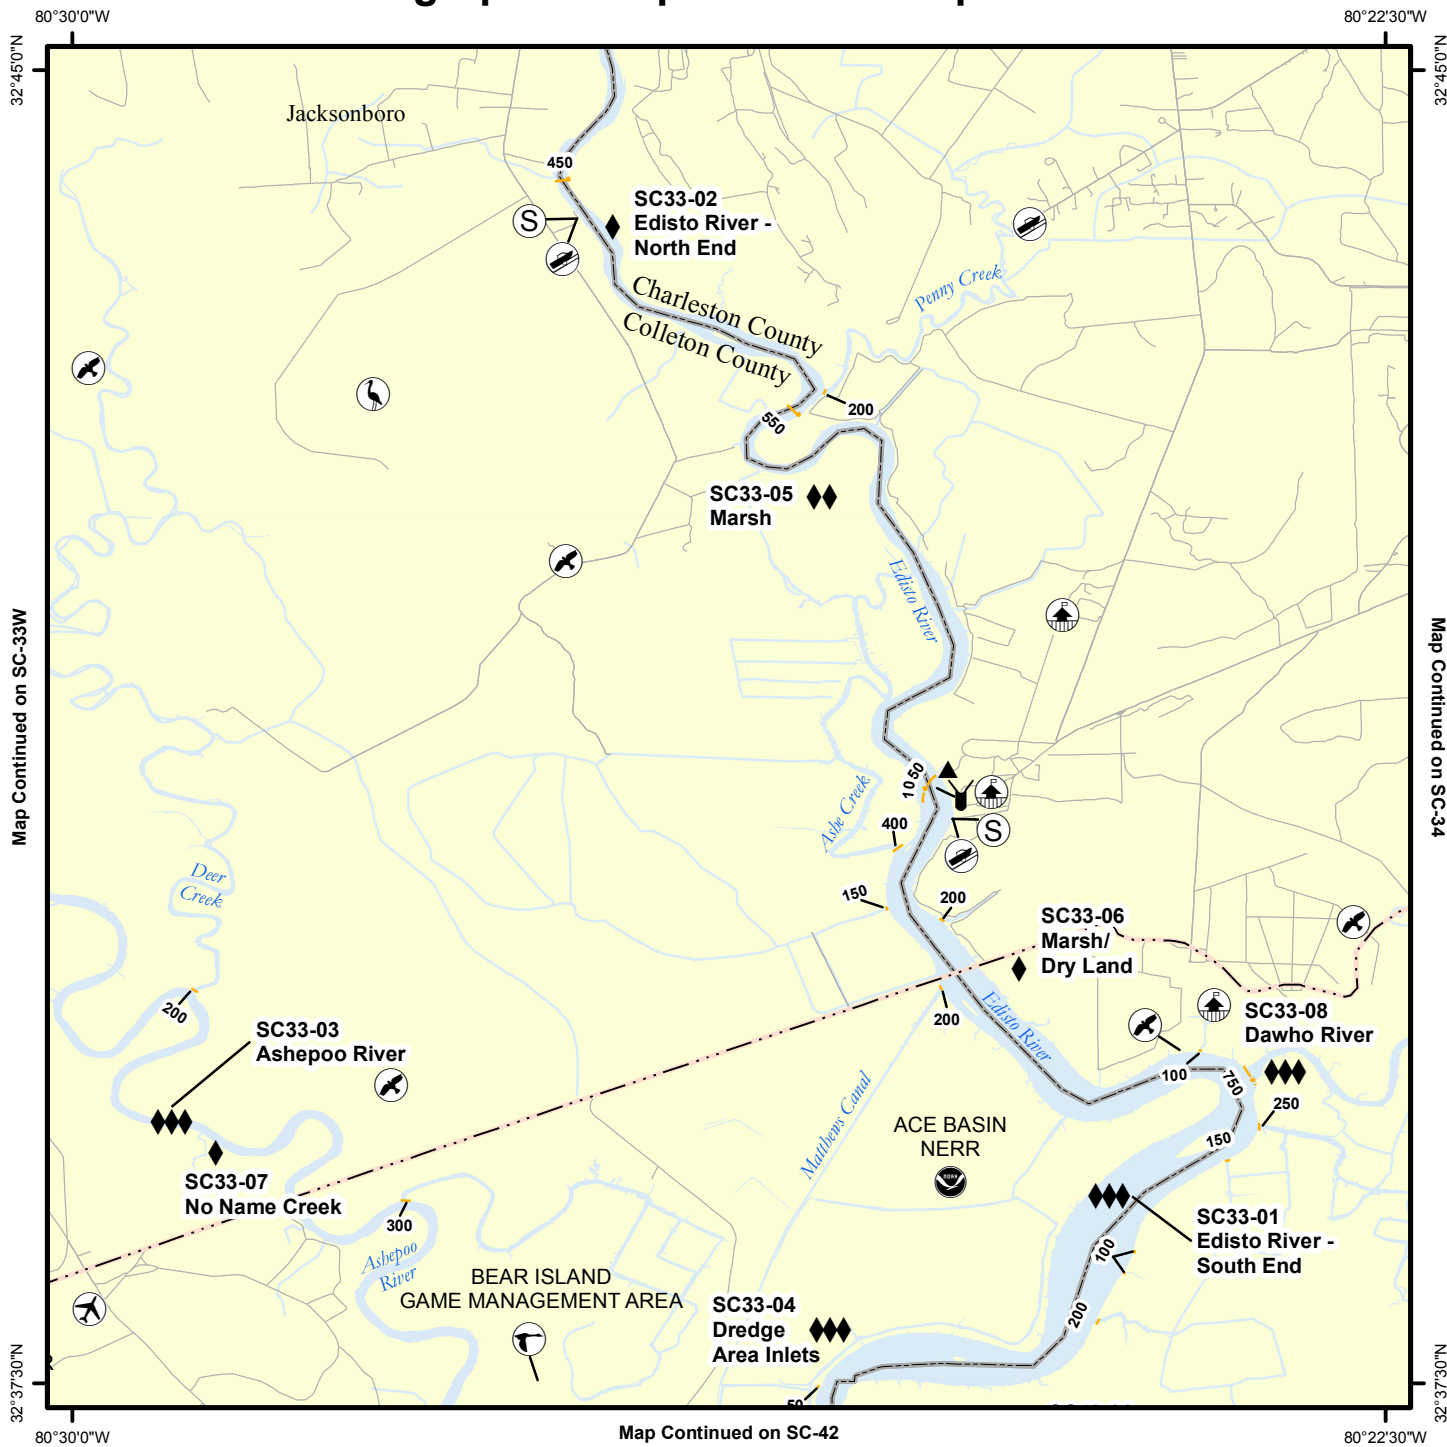 80°30'0"W
80°22'30"W
32°45'0"N
32°45'0"N
Jacksonboro
450
SC33-02
Edisto River -
North End
S
Penny Creek
Charleston County
Colleton County
200
550
SC33-05
Marsh
Edisto River
Map Continued on SC-33W
Map Continued on SC-34
1050
Ashe Creek
400
S
Deer
Creek
150
200
SC33-06
Marsh/
Dry Land
200
200
Edisto River
SC33-03
Ashepoo River
SC33-08
Dawho River
100
750
250
Matthews Canal
ACE BASIN
NERR
NOAA
150
SC33-07
No Name Creek
300
SC33-01
Edisto River -
South End
100
Ashepoo
River
BEAR ISLAND
GAME MANAGEMENT AREA
SC33-04
Dredge
Area Inlets
200
50
32°37'30"N
32°37'30"N
80°30'0"W
Map Continued on SC-42
80°22'30"W